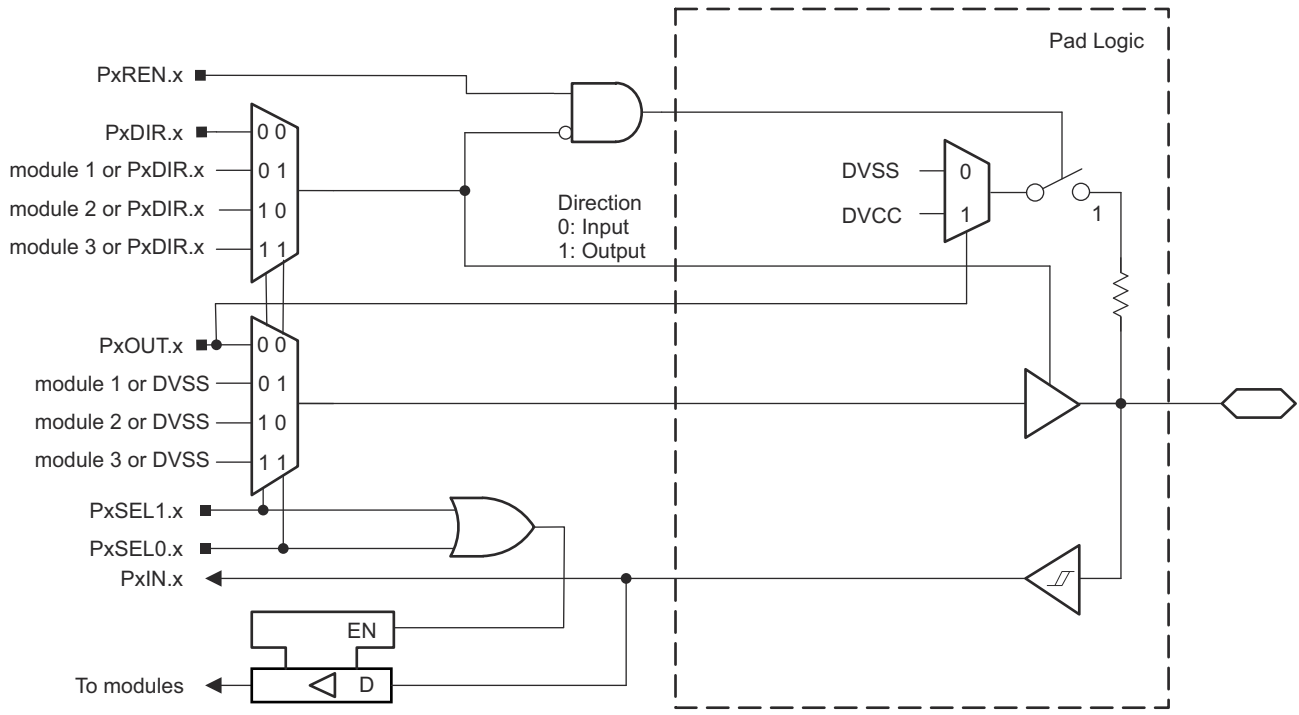 Pad Logic
PxREN.x
PxDIR.x
0 0
module 1 or PxDIR.x
0 1
module 2 or PxDIR.x
1 0
module 3 or PxDIR.x
1 1
Direction
0: Input
1: Output
DVSS
0
DVCC
1
1
PxOUT.x
0 0
module 1 or DVSS
0 1
module 2 or DVSS
1 0
module 3 or DVSS
1 1
PxSEL1.x
PxSEL0.x
PxIN.x
EN
To modules
D